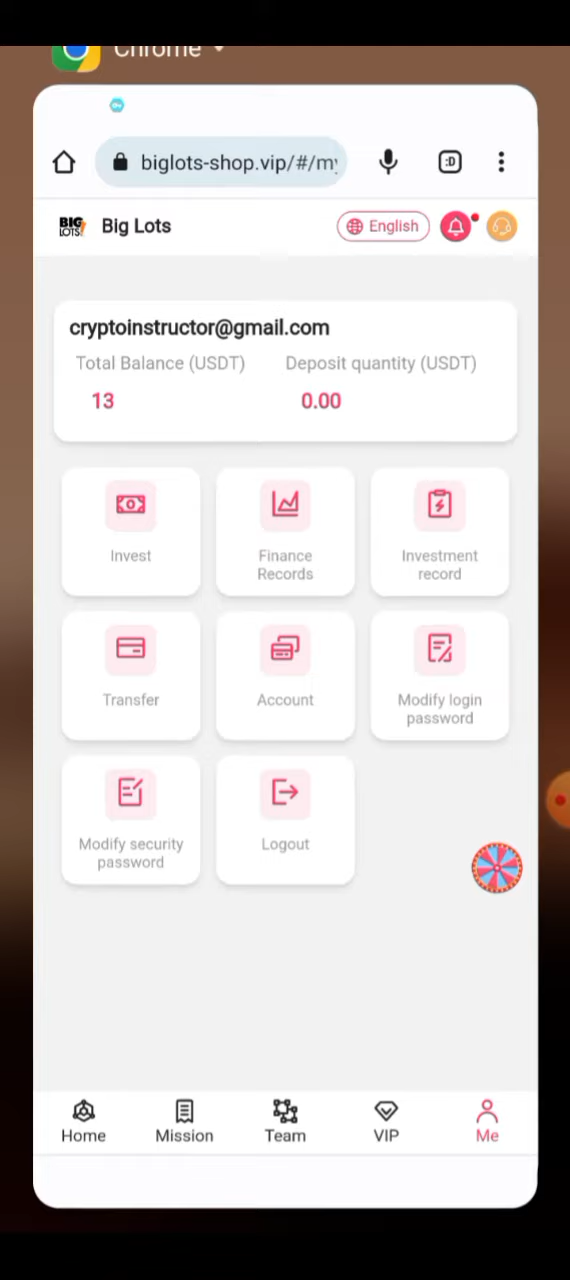 Chrome
:D
biglots-shop.vip/#/my
BIG LOTS!
Big Lots
English
cryptoinstructor@gmail.com
Total Balance (USDT)
Deposit quantity (USDT)
13
0.00
Invest
Finance
Records
Investment
record
Transfer
Account
Modify login
password
Modify security
password
Logout
Home
Mission
Team
VIP
Me